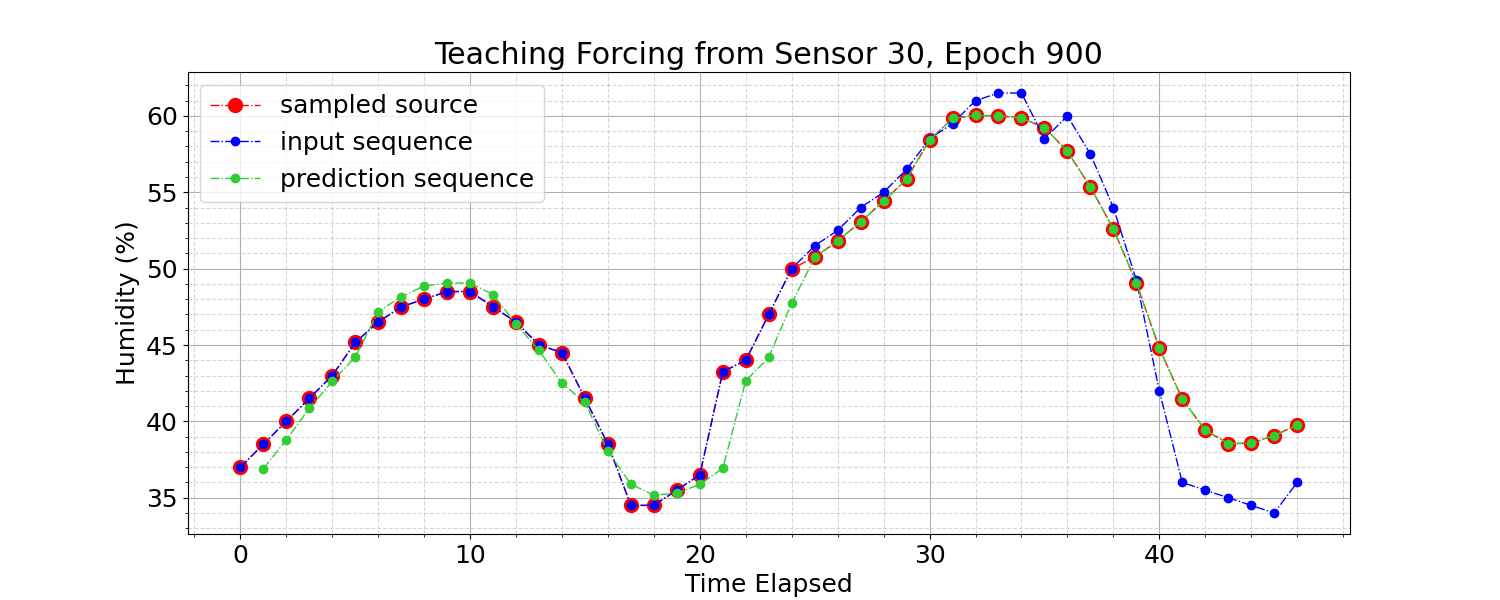 Teaching Forcing from Sensor 30, Epoch 900
sampled source
input sequence
prediction sequence
Humidity (%)
60
55
50
45
40
35
0 10 20 30 40
Time Elapsed